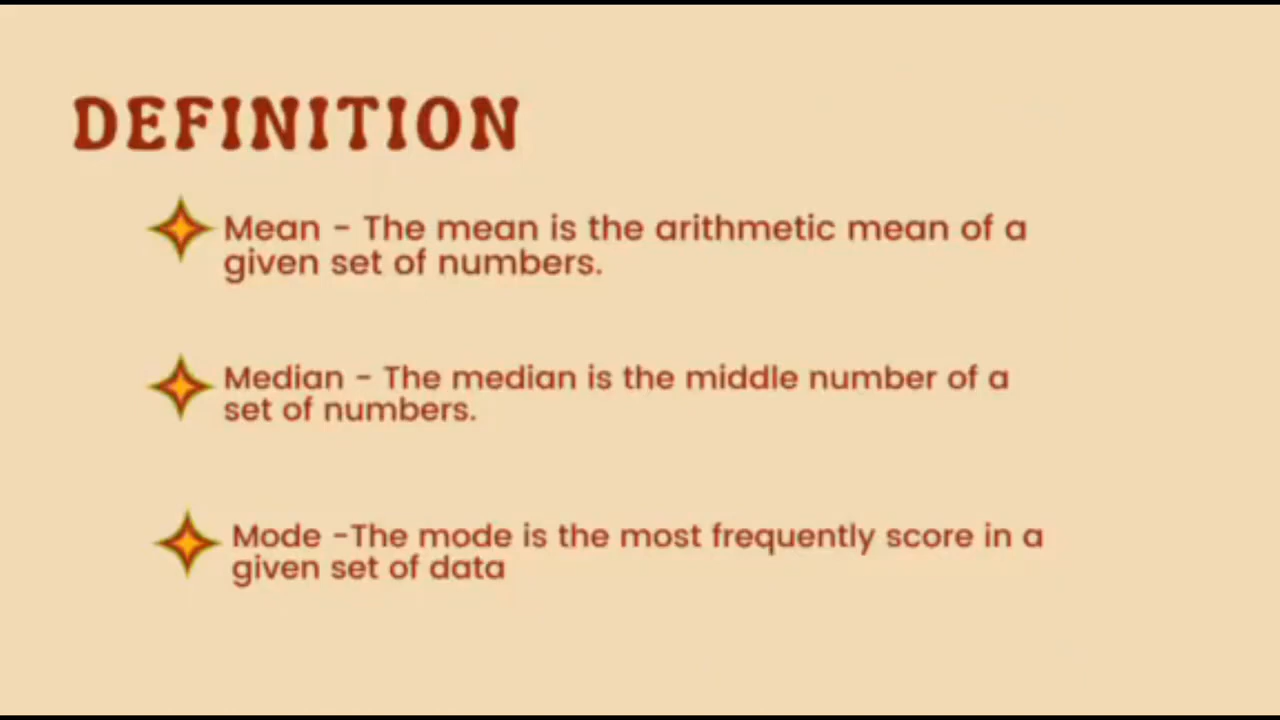 DEFINITION
Mean - The mean is the arithmetic mean of a
given set of numbers.
Median - The median is the middle number of a
set of numbers.
Mode -The mode is the most frequently score in a
given set of data